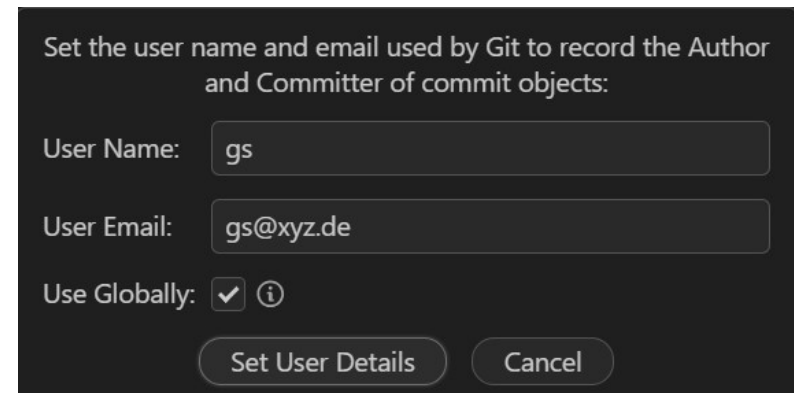 Set the user name and email used by Git to record the Author
and Committer of commit objects:
User Name: gs
User Email: gs@xyz.de
Use Globally:
Set User Details Cancel